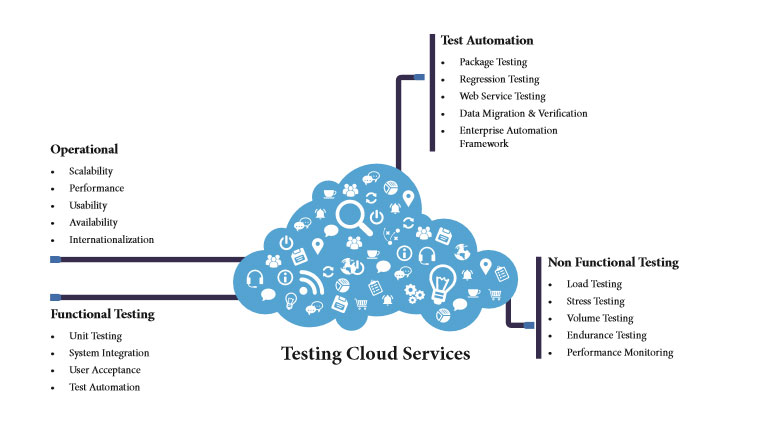 Test Automation
• Package Testing
• Regression Testing
• Web Service Testing
• Data Migration & Verification
• Enterprise Automation
Framework
Operational
• Scalability
• Performance
• Usability
• Availability
• Internationalization
Functional Testing
• Unit Testing
• System Integration
• User Acceptance
• Test Automation
Non Functional Testing
• Load Testing
• Stress Testing
• Volume Testing
• Endurance Testing
• Performance Monitoring
Testing Cloud Services